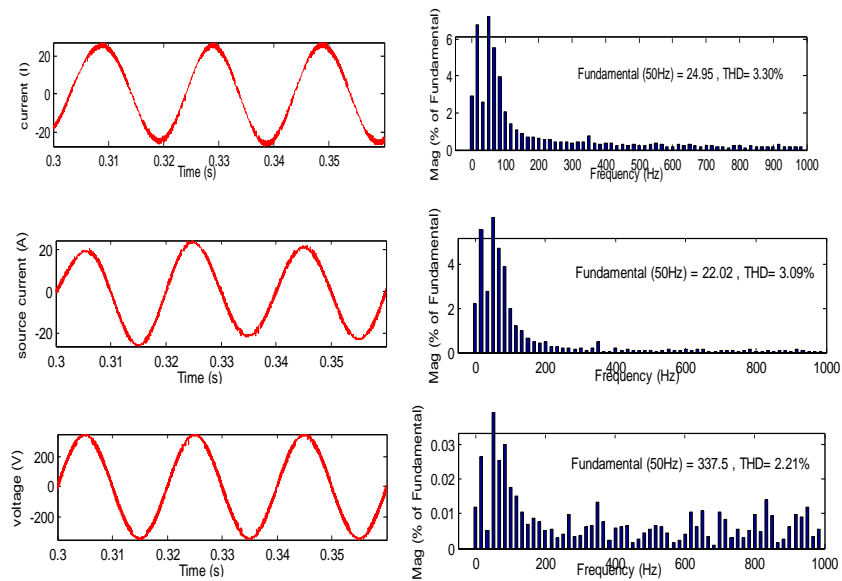 current (I)
20
0
-20
0.3 0.31 0.32 0.33 0.34 0.35
Time (s)
Mag (% of Fundamental)
6
4
2
0
Fundamental (50Hz) = 24.95 , THD= 3.30%
0 100 200 300 400 500 600 700 800 900 1000
Frequency (Hz)
source current (A)
20
0
-20
0.3 0.31 0.32 0.33 0.34 0.35
Time (s)
Mag (% of Fundamental)
4
2
0
Fundamental (50Hz) = 22.02 , THD= 3.09%
0 200 400 600 800 1000
Frequency (Hz)
voltage (V)
200
0
-200
0.3 0.31 0.32 0.33 0.34 0.35
Time (s)
Mag (% of Fundamental)
0.03
0.02
0.01
0
Fundamental (50Hz) = 337.5 , THD= 2.21%
0 200 400 600 800 1000
Frequency (Hz)